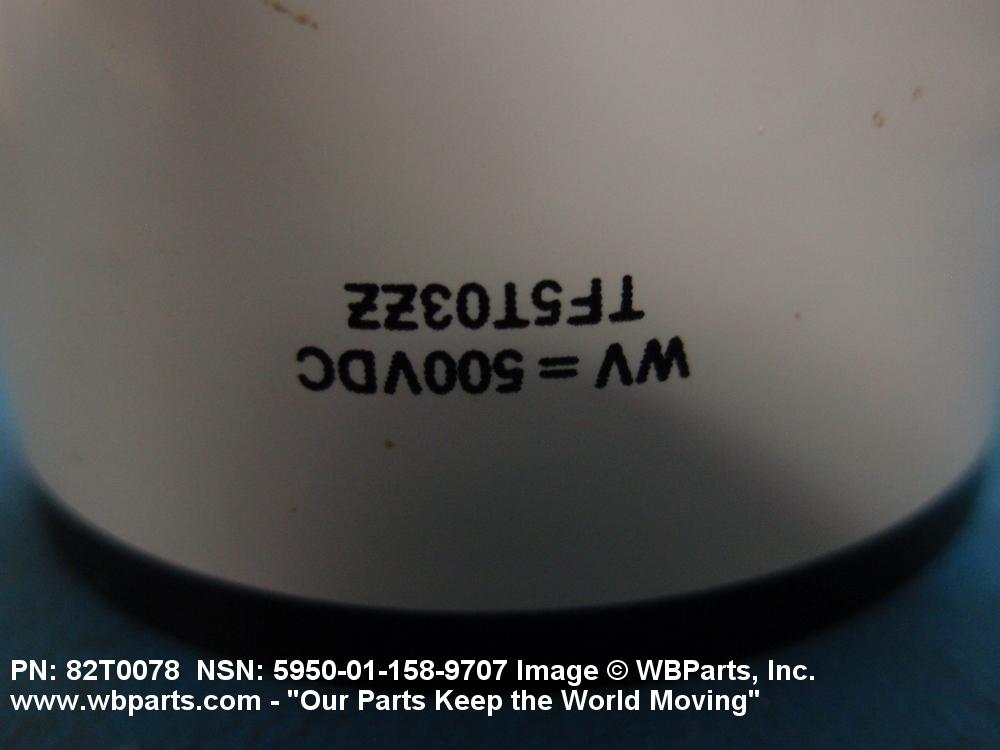 WV = 500VDC
TF5T03ZZ
PN: 82T0078 NSN: 5950-01-158-9707 Image © WBParts, Inc.
www.wbparts.com - "Our Parts Keep the World Moving"